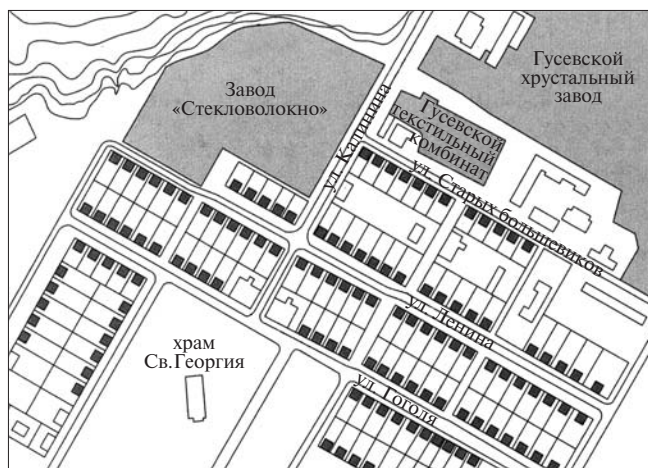 Завод
«Стекловолокно»
ул. Калинина
Гусевской
хрустальный
завод
Гусевской
текстильный
комбинат
ул. Старых большевиков
ул. Ленина
храм
Св.Георгия
ул. Гоголя